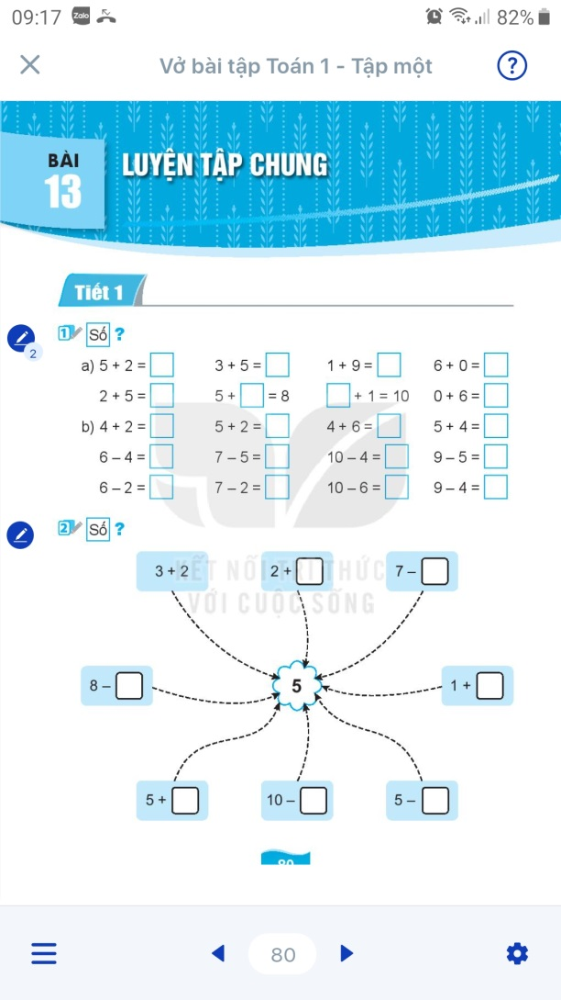 09:17 Zalo 82%
Vở bài tập Toán 1 - Tập một ?
BÀI
13
LUYỆN TẬP CHUNG
Tiết 1
2
1 Số ?
a) 5 + 2 = 3 + 5 = 1 + 9 = 6 + 0 =
2 + 5 = 5 + = 8 + 1 = 10 0 + 6 =
b) 4 + 2 = 5 + 2 = 4 + 6 = 5 + 4 =
6 – 4 = 7 – 5 = 10 – 4 = 9 – 5 =
6 – 2 = 7 – 2 = 10 – 6 = 9 – 4 =
2 Số ?
KẾT NỐI TRI THỨC
VỚI CUỘC SỐNG
3 + 2 2 + 7 –
8 – 5 1 +
5 + 10 – 5 –
80
80